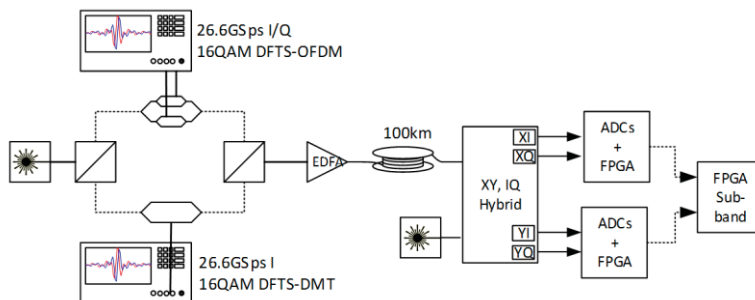 26.6GSps I/Q
16QAM DFTS-OFDM
EDFA
100km
XY, IQ
Hybrid
XI
XQ
YI
YQ
ADCs
+
FPGA
ADCs
+
FPGA
FPGA
Sub-
band
26.6GSps I
16QAM DFTS-DMT